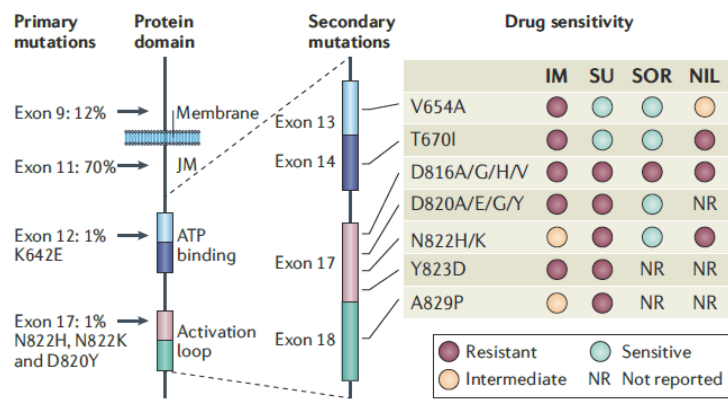 Primary
mutations
Protein
domain
Secondary
mutations
Drug sensitivity
IM SU SOR NIL
Exon 9: 12%
Membrane
Exon 11: 70%
JM
Exon 12: 1%
K642E
ATP
binding
Exon 17: 1%
N822H, N822K
and D820Y
Activation
loop
Exon 13
Exon 14
Exon 17
Exon 18
V654A
T670I
D816A/G/H/V
D820A/E/G/Y NR
N822H/K
Y823D NR NR
A829P NR NR
Resistant Sensitive
Intermediate NR Not reported